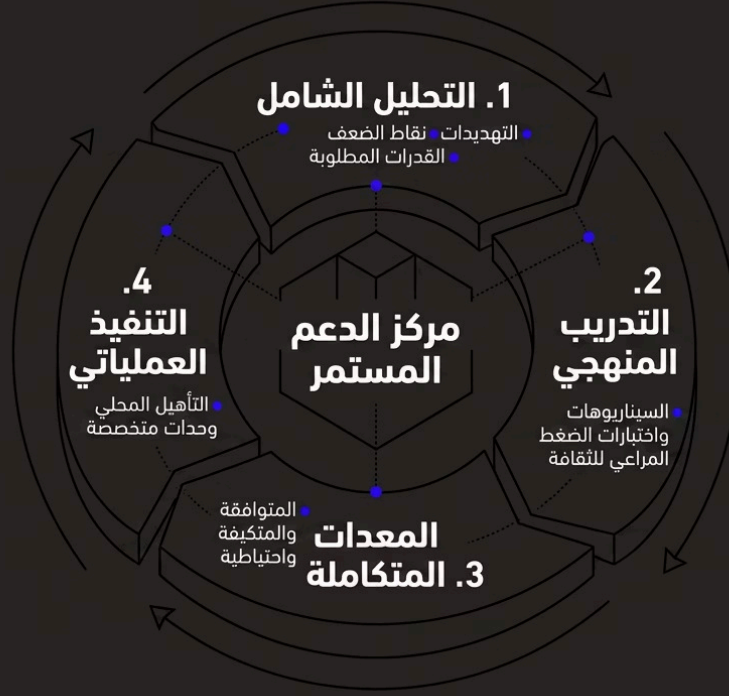 1. التحليل الشامل
• التهديدات • نقاط الضعف
• القدرات المطلوبة
2.
التدريب
المنهجي
• السيناريوهات
واختبارات الضغط
المراعي للثقافة
المعدات
3. المتكاملة
• المتوافقة
والمتكيفة
واحتياطية
4.
التنفيذ
العملياتي
• التأهيل المحلي
وحدات متخصصة
مركز الدعم
المستمر